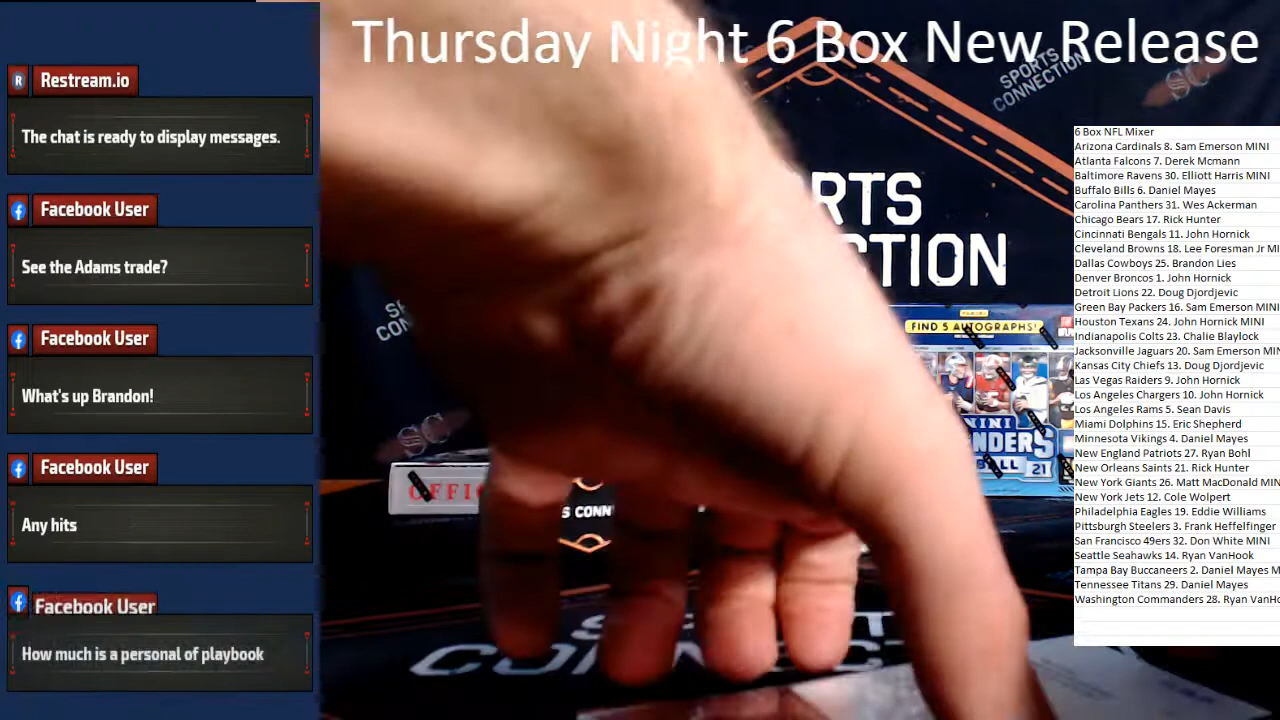 Thursday Night 6 Box New Release
R Restream.io
The chat is ready to display messages.
Facebook User
See the Adams trade?
Facebook User
What's up Brandon!
Facebook User
Any hits
Facebook User
How much is a personal of playbook
SPORTS
CONNECTION
SC
RTS
CTION
SC
OFFIC
S CONN
FIND 5 AUTOGRAPHS!
NINI
NDERS
BALL 21
6 Box NFL Mixer
Arizona Cardinals 8. Sam Emerson MINI
Atlanta Falcons 7. Derek Mcmann
Baltimore Ravens 30. Elliott Harris MINI
Buffalo Bills 6. Daniel Mayes
Carolina Panthers 31. Wes Ackerman
Chicago Bears 17. Rick Hunter
Cincinnati Bengals 11. John Hornick
Cleveland Browns 18. Lee Foresman Jr MI
Dallas Cowboys 25. Brandon Lies
Denver Broncos 1. John Hornick
Detroit Lions 22. Doug Djordjevic
Green Bay Packers 16. Sam Emerson MINI
Houston Texans 24. John Hornick MINI
Indianapolis Colts 23. Chalie Blaylock
Jacksonville Jaguars 20. Sam Emerson MIN
Kansas City Chiefs 13. Doug Djordjevic
Las Vegas Raiders 9. John Hornick
Los Angeles Chargers 10. John Hornick
Los Angeles Rams 5. Sean Davis
Miami Dolphins 15. Eric Shepherd
Minnesota Vikings 4. Daniel Mayes
New England Patriots 27. Ryan Bohl
New Orleans Saints 21. Rick Hunter
New York Giants 26. Matt MacDonald MIN
New York Jets 12. Cole Wolpert
Philadelphia Eagles 19. Eddie Williams
Pittsburgh Steelers 3. Frank Heffelfinger
San Francisco 49ers 32. Don White MINI
Seattle Seahawks 14. Ryan VanHook
Tampa Bay Buccaneers 2. Daniel Mayes M
Tennessee Titans 29. Daniel Mayes
Washington Commanders 28. Ryan VanHo